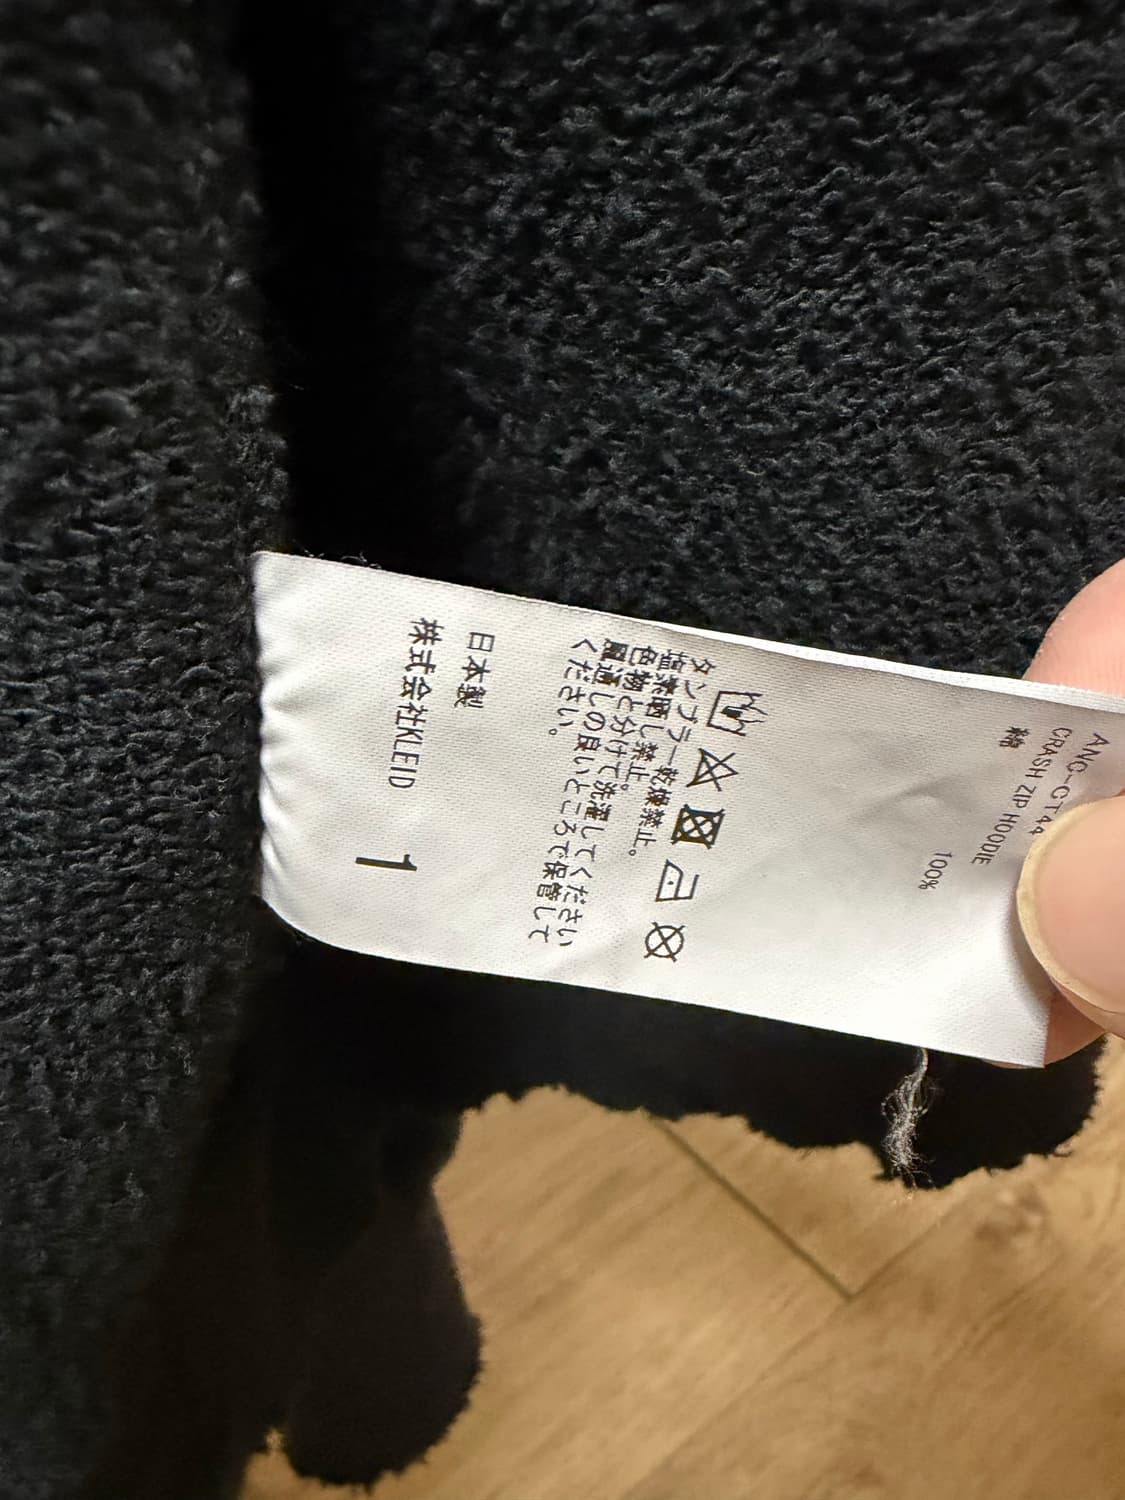 ANC-CT44
CRASH ZIP HOODIE
綿 100%
タンブラー乾燥禁止。
塩素晒し禁止。
色物と分けて洗濯してください
風通しの良いところで保管して
ください。
日本製
株式会社KLEID
1